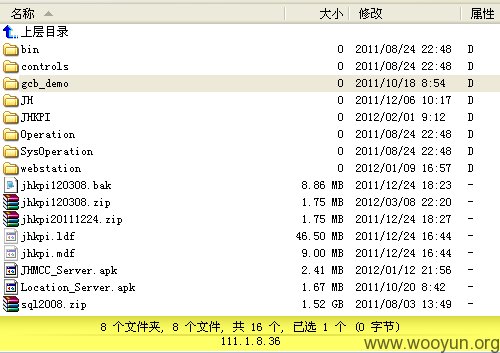 名称 大小 修改 属性
上层目录
bin 0 2011/08/24 22:48 D
controls 0 2011/08/24 22:48 D
gcb_demo 0 2011/10/18 8:54 D
JH 0 2011/12/06 10:17 D
JHKPI 0 2012/02/01 9:12 D
Operation 0 2011/08/24 22:48 D
SysOperation 0 2011/08/24 22:48 D
webstation 0 2012/01/09 16:57 D
jhkpi120308.bak 8.86 MB 2011/12/24 18:23 -
jhkpi120308.zip 1.75 MB 2012/03/08 22:20 -
jhkpi20111224.zip 1.75 MB 2011/12/24 18:27 -
jhkpi.ldf 46.50 MB 2011/12/24 16:44 -
jhkpi.mdf 9.00 MB 2011/12/24 16:44 -
JHMCC_Server.apk 2.41 MB 2012/01/12 21:56 -
Location_Server.apk 1.67 MB 2011/10/20 8:42 -
sql2008.zip 1.52 GB 2011/08/03 13:49 -
8 个文件夹, 8 个文件, 共 16 个, 已选 1 个 (0 字节)
111.1.8.36
www.wooyun.org